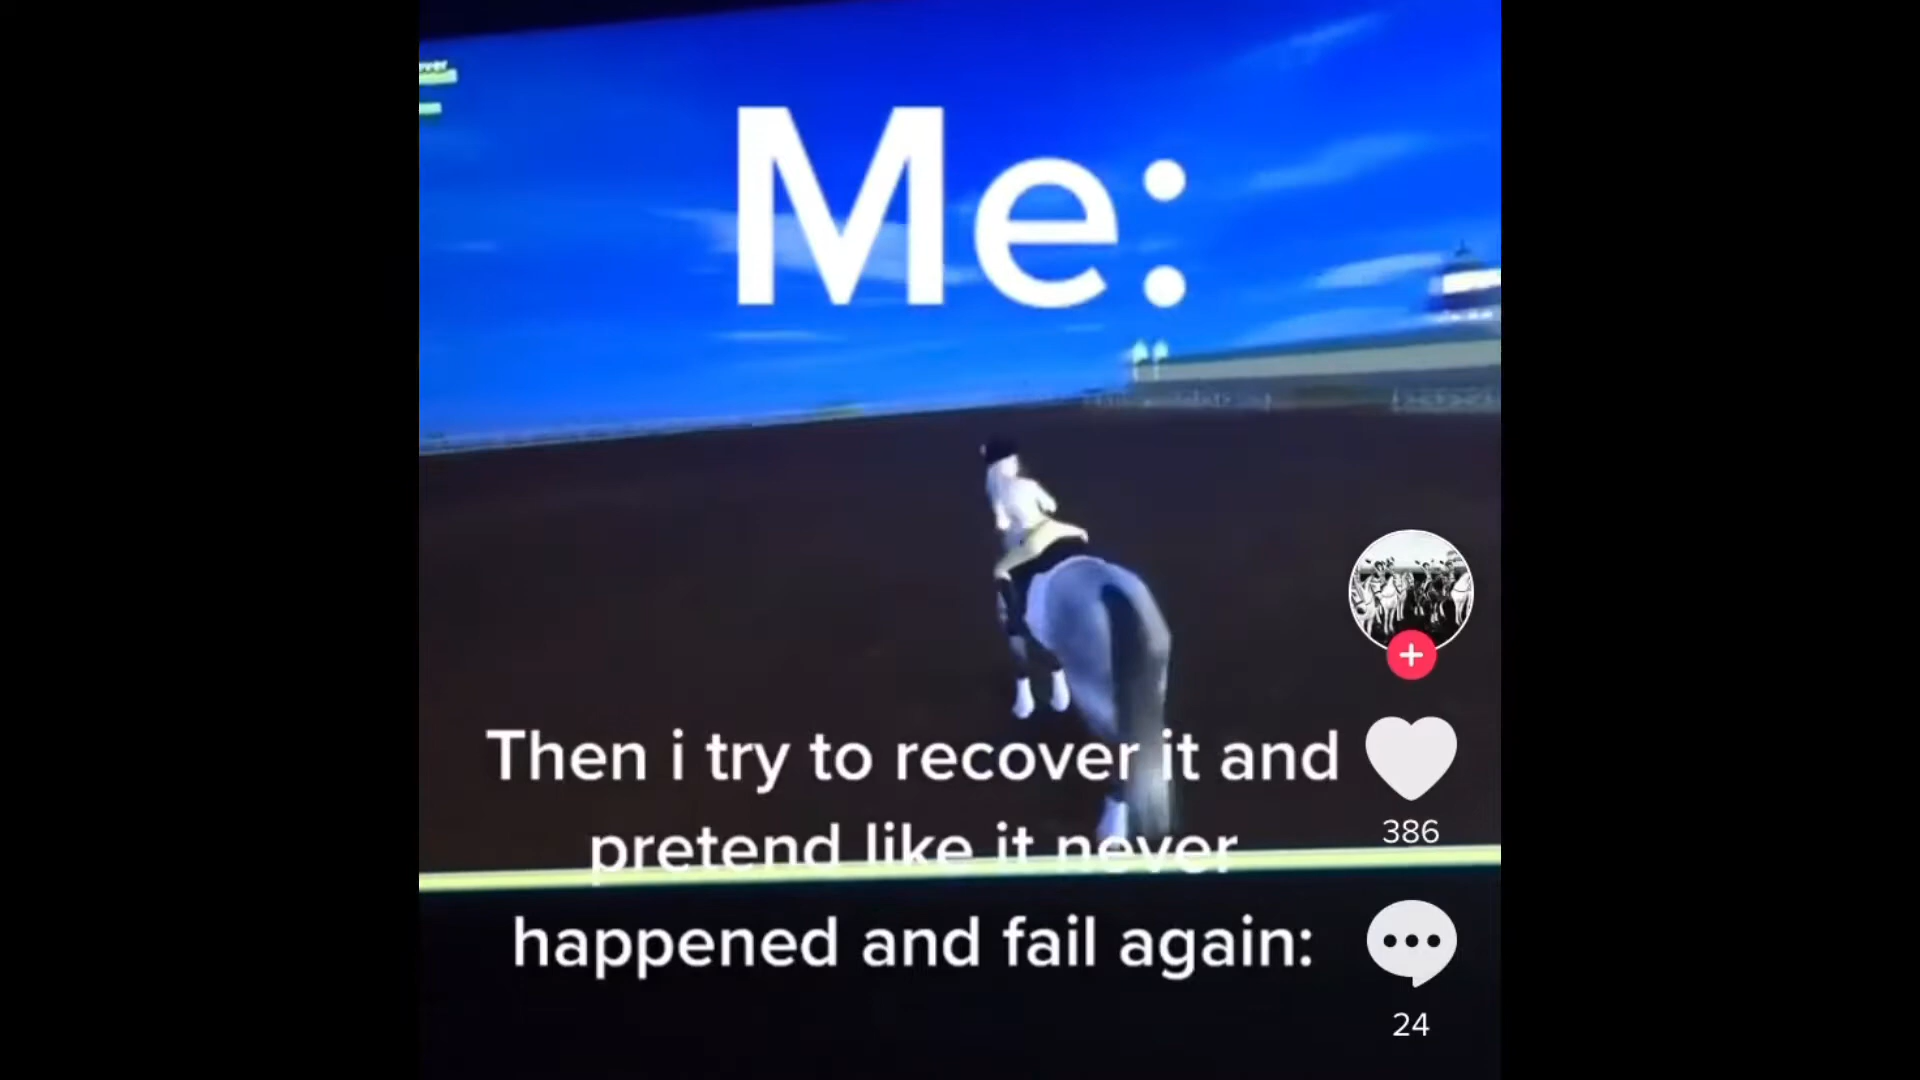 Me:
Then i try to recover it and
pretend like it never
happened and fail again:
386
24